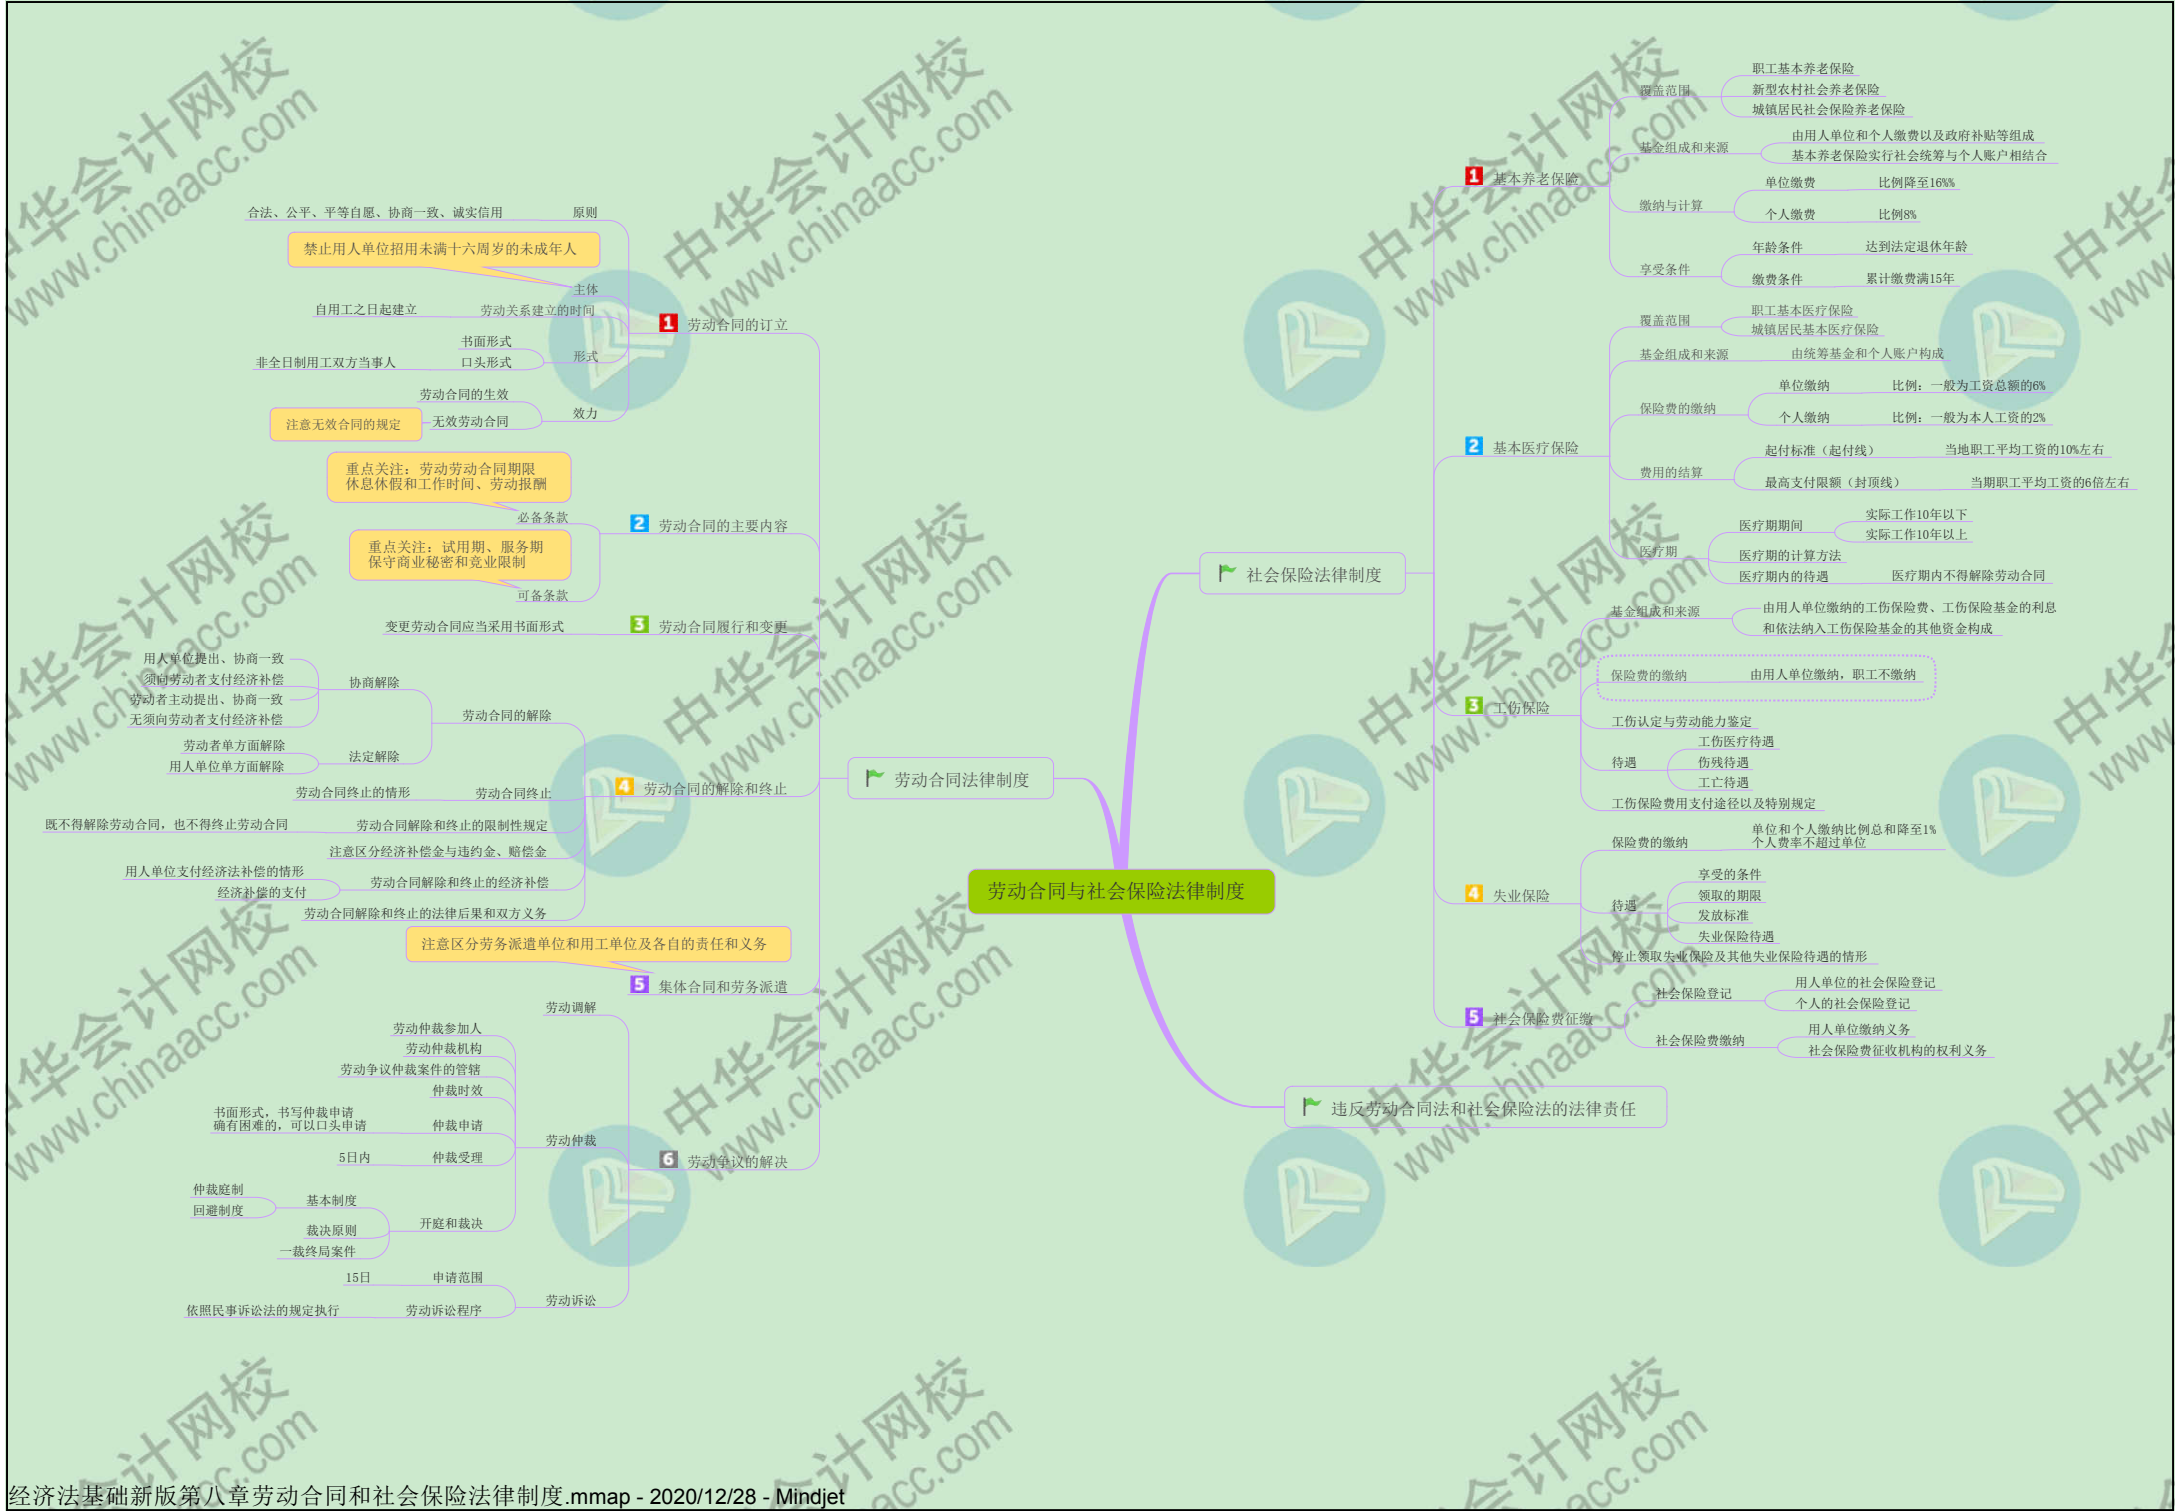 劳动合同与社会保险法律制度
劳动合同法律制度
1 劳动合同的订立
原则
合法、公平、平等自愿、协商一致、诚实信用
主体
禁止用人单位招用未满十六周岁的未成年人
劳动关系建立的时间
自用工之日起建立
形式
书面形式
口头形式
非全日制用工双方当事人
效力
劳动合同的生效
无效劳动合同
注意无效合同的规定
2 劳动合同的主要内容
必备条款
重点关注：劳动劳动合同期限
休息休假和工作时间、劳动报酬
可备条款
重点关注：试用期、服务期
保守商业秘密和竞业限制
3 劳动合同履行和变更
变更劳动合同应当采用书面形式
4 劳动合同的解除和终止
劳动合同的解除
协商解除
用人单位提出、协商一致
须向劳动者支付经济补偿
劳动者主动提出、协商一致
无须向劳动者支付经济补偿
法定解除
劳动者单方面解除
用人单位单方面解除
劳动合同终止
劳动合同终止的情形
劳动合同解除和终止的限制性规定
既不得解除劳动合同，也不得终止劳动合同
注意区分经济补偿金与违约金、赔偿金
劳动合同解除和终止的经济补偿
用人单位支付经济法补偿的情形
经济补偿的支付
劳动合同解除和终止的法律后果和双方义务
5 集体合同和劳务派遣
注意区分劳务派遣单位和用工单位及各自的责任和义务
6 劳动争议的解决
劳动调解
劳动仲裁
劳动仲裁参加人
劳动仲裁机构
劳动争议仲裁案件的管辖
仲裁时效
仲裁申请
书面形式，书写仲裁申请
确有困难的，可以口头申请
仲裁受理
5日内
开庭和裁决
基本制度
仲裁庭制
回避制度
裁决原则
一裁终局案件
劳动诉讼
申请范围
15日
劳动诉讼程序
依照民事诉讼法的规定执行
社会保险法律制度
1 基本养老保险
覆盖范围
职工基本养老保险
新型农村社会养老保险
城镇居民社会保险养老保险
基金组成和来源
由用人单位和个人缴费以及政府补贴等组成
基本养老保险实行社会统筹与个人账户相结合
缴纳与计算
单位缴费
比例降至16%%
个人缴费
比例8%
享受条件
年龄条件
达到法定退休年龄
缴费条件
累计缴费满15年
2 基本医疗保险
覆盖范围
职工基本医疗保险
城镇居民基本医疗保险
基金组成和来源
由统筹基金和个人账户构成
保险费的缴纳
单位缴纳
比例：一般为工资总额的6%
个人缴纳
比例：一般为本人工资的2%
费用的结算
起付标准（起付线）
当地职工平均工资的10%左右
最高支付限额（封顶线）
当期职工平均工资的6倍左右
医疗期
医疗期期间
实际工作10年以下
实际工作10年以上
医疗期的计算方法
医疗期内的待遇
医疗期内不得解除劳动合同
3 工伤保险
基金组成和来源
由用人单位缴纳的工伤保险费、工伤保险基金的利息
和依法纳入工伤保险基金的其他资金构成
保险费的缴纳
由用人单位缴纳，职工不缴纳
工伤认定与劳动能力鉴定
待遇
工伤医疗待遇
伤残待遇
工亡待遇
工伤保险费用支付途径以及特别规定
4 失业保险
保险费的缴纳
单位和个人缴纳比例总和降至1%
个人费率不超过单位
待遇
享受的条件
领取的期限
发放标准
失业保险待遇
停止领取失业保险及其他失业保险待遇的情形
5 社会保险费征缴
社会保险登记
用人单位的社会保险登记
个人的社会保险登记
社会保险费缴纳
用人单位缴纳义务
社会保险费征收机构的权利义务
违反劳动合同法和社会保险法的法律责任
中华会计网校
www.chinaacc.com
经济法基础新版第八章劳动合同和社会保险法律制度.mmap - 2020/12/28 - Mindjet